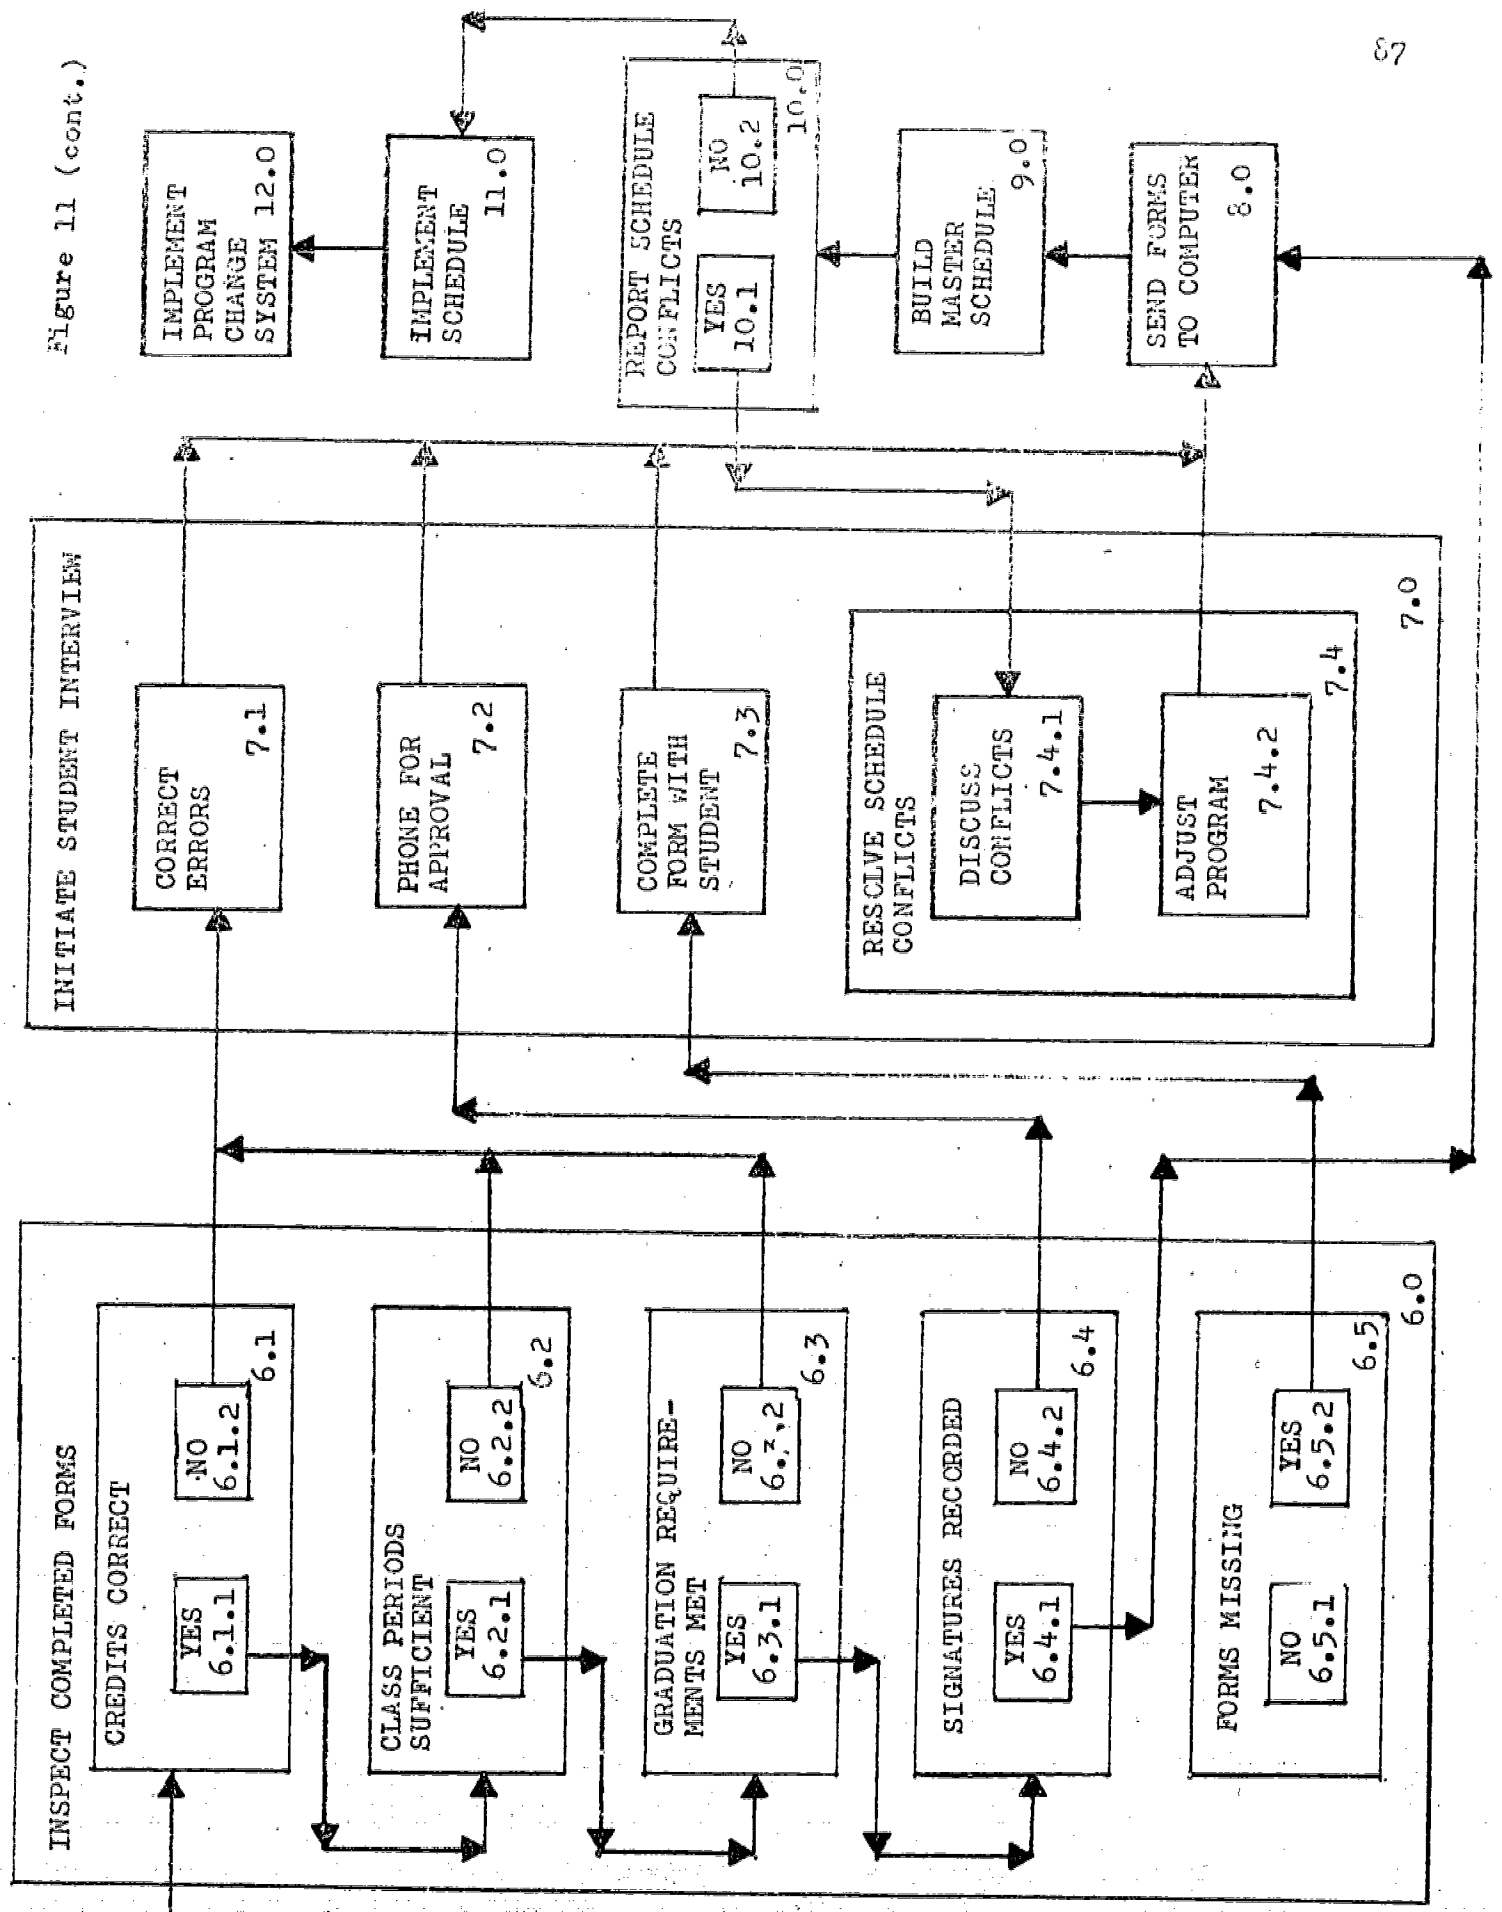 Figure 11 (cont.)
87
INSPECT COMPLETED FORMS
CREDITS CORRECT
YES
6.1.1
NO
6.1.2
6.1
CLASS PERIODS
SUFFICIENT
YES
6.2.1
NO
6.2.2
6.2
GRADUATION REQUIRE-
MENTS MET
YES
6.3.1
NO
6.3.2
6.3
SIGNATURES RECORDED
YES
6.4.1
NO
6.4.2
6.4
FORMS MISSING
NO
6.5.1
YES
6.5.2
6.5
6.0
INITIATE STUDENT INTERVIEW
CORRECT
ERRORS
7.1
PHONE FOR
APPROVAL
7.2
COMPLETE
FORM WITH
STUDENT
7.3
RESOLVE SCHEDULE
CONFLICTS
DISCUSS
CONFLICTS
7.4.1
ADJUST
PROGRAM
7.4.2
7.4
7.0
IMPLEMENT
PROGRAM
CHANGE
SYSTEM 12.0
IMPLEMENT
SCHEDULE
11.0
REPORT SCHEDULE
CONFLICTS
YES
10.1
NO
10.2
10.0
BUILD
MASTER
SCHEDULE
9.0
SEND FORMS
TO COMPUTER
8.0